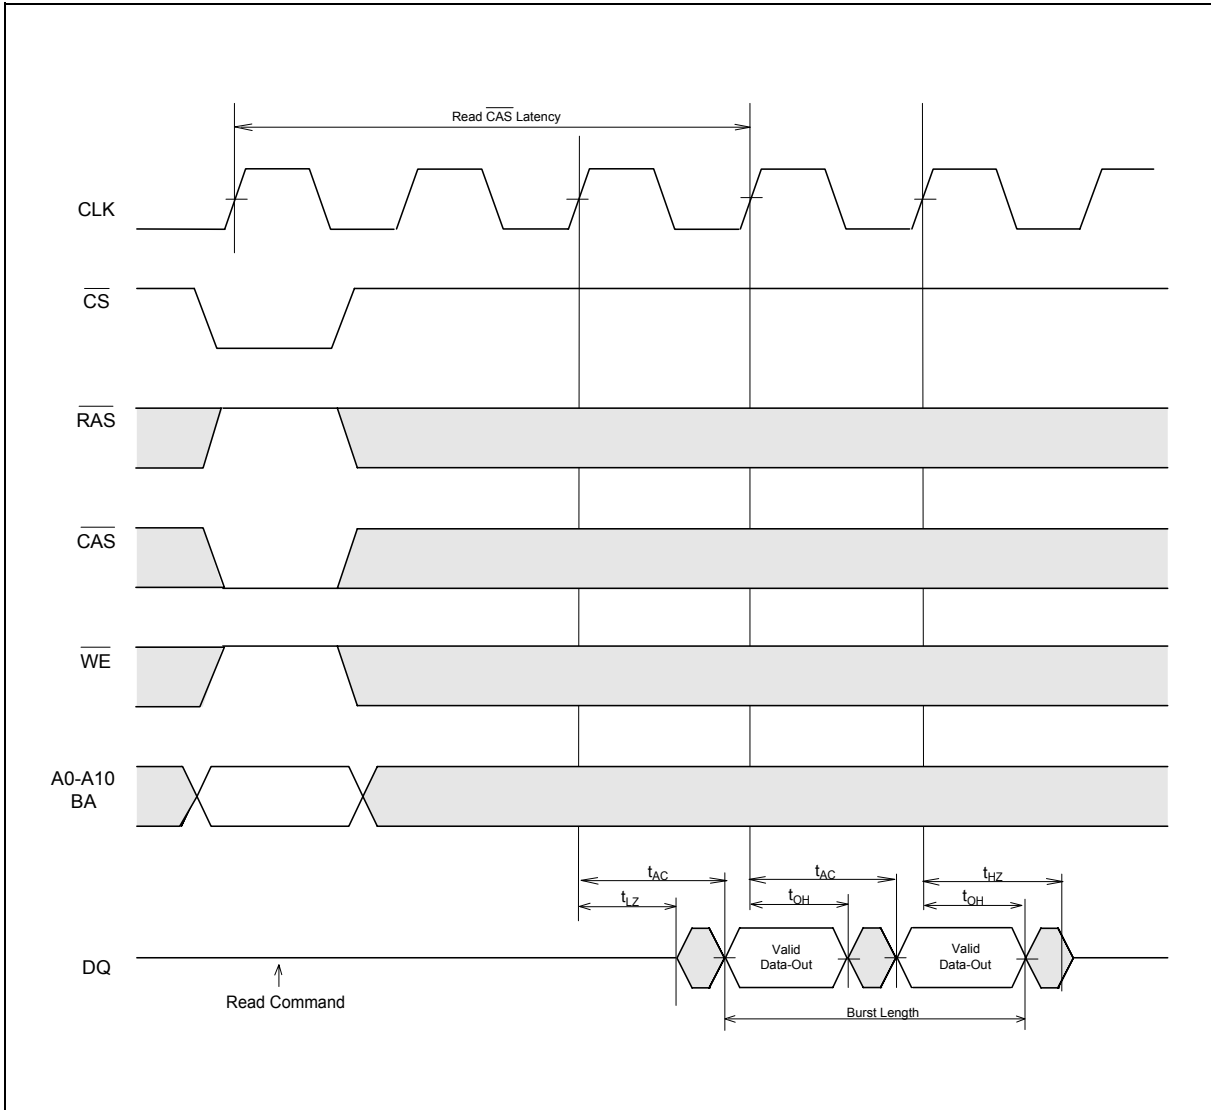 Read CAS Latency
CLK
CS
RAS
CAS
WE
A0-A10
BA
tAC
tAC
tHZ
tLZ
tOH
tOH
Valid
Data-Out
Valid
Data-Out
DQ
Read Command
Burst Length